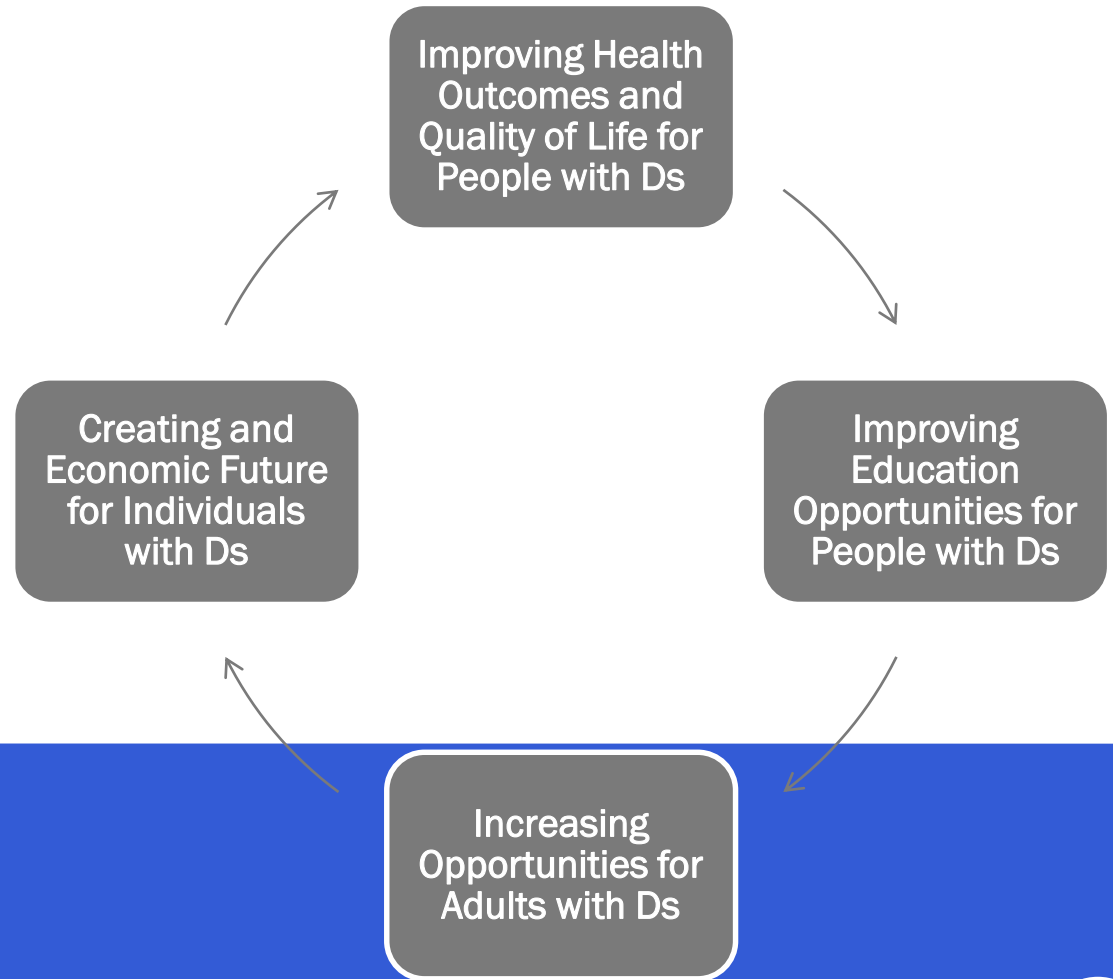 Improving Health
Outcomes and
Quality of Life for
People with Ds
Creating and
Economic Future
for Individuals
with Ds
Improving
Education
Opportunities for
People with Ds
Increasing
Opportunities for
Adults with Ds